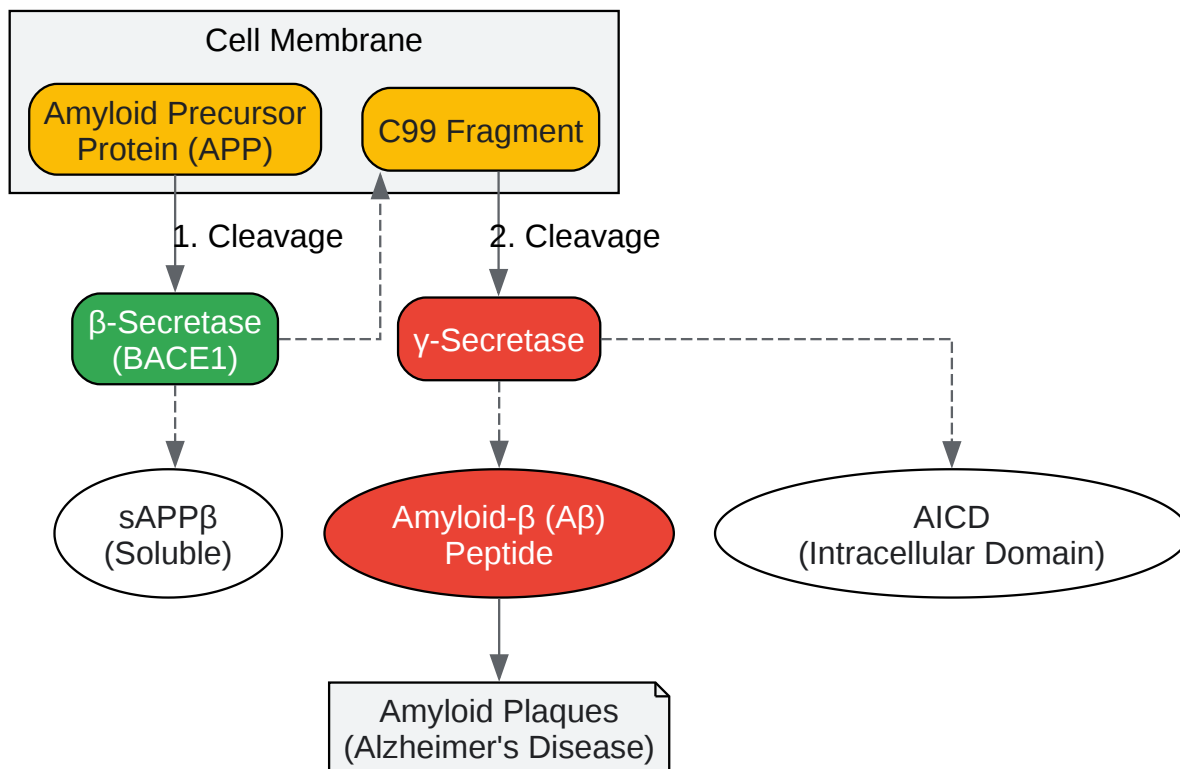 Cell Membrane
Amyloid Precursor
Protein (APP)
C99 Fragment
1. Cleavage
2. Cleavage
β-Secretase
(BACE1)
γ-Secretase
sAPPβ
(Soluble)
Amyloid-β (Aβ)
Peptide
AICD
(Intracellular Domain)
Amyloid Plaques
(Alzheimer's Disease)